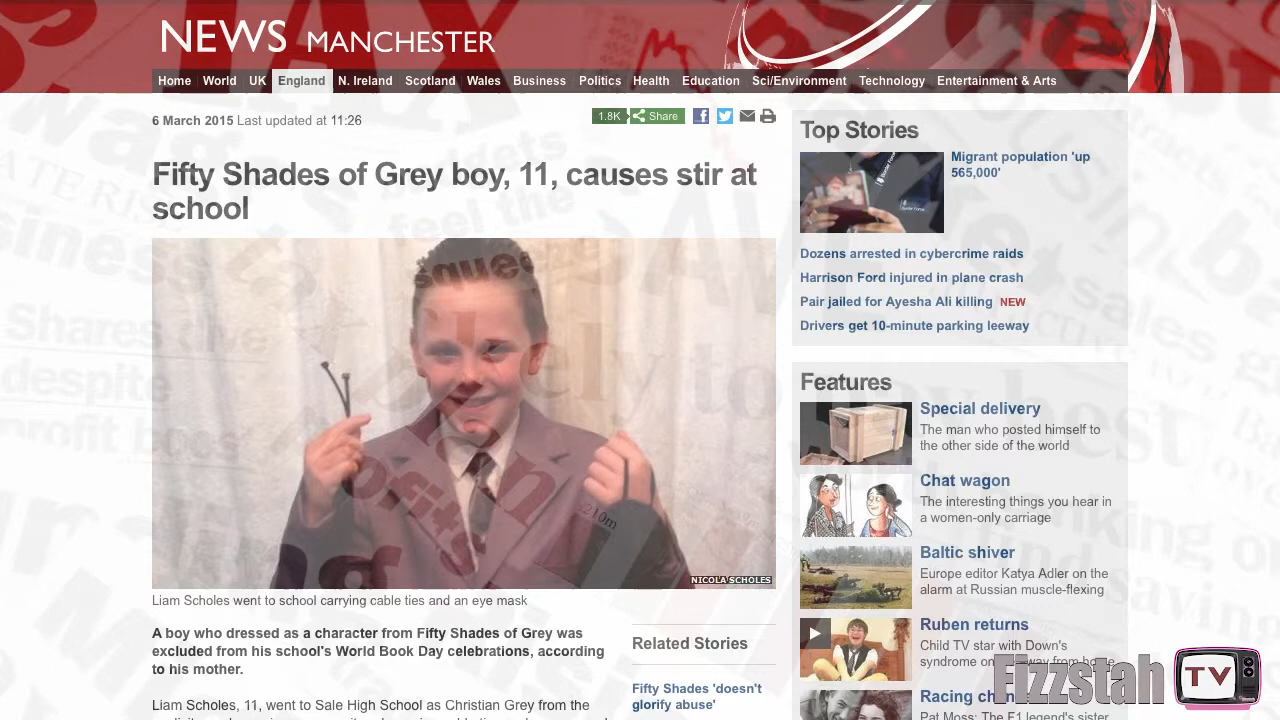 NEWS MANCHESTER
Home World UK England N. Ireland Scotland Wales Business Politics Health Education Sci/Environment Technology Entertainment & Arts
6 March 2015 Last updated at 11:26
1.8K Share
Fifty Shades of Grey boy, 11, causes stir at
school
NICOLA SCHOLES
Liam Scholes went to school carrying cable ties and an eye mask
A boy who dressed as a character from Fifty Shades of Grey was
excluded from his school's World Book Day celebrations, according
to his mother.
Liam Scholes, 11, went to Sale High School as Christian Grey from the
Related Stories
Fifty Shades 'doesn't
glorify abuse'
Top Stories
Migrant population 'up
565,000'
Dozens arrested in cybercrime raids
Harrison Ford injured in plane crash
Pair jailed for Ayesha Ali killing NEW
Drivers get 10-minute parking leeway
Features
Special delivery
The man who posted himself to
the other side of the world
Chat wagon
The interesting things you hear in
a women-only carriage
Baltic shiver
Europe editor Katya Adler on the
alarm at Russian muscle-flexing
Ruben returns
Child TV star with Down's
syndrome on
Racing
Pat Moss: The F1 legend's sister
Fizzstah TV